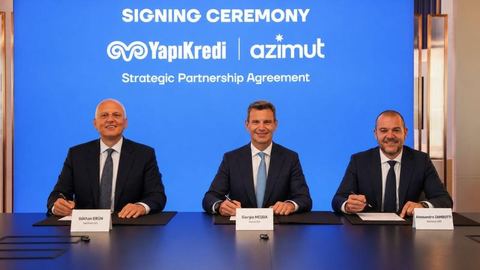 SIGNING CEREMONY
YapıKredi azimut
Strategic Partnership Agreement
Gökhan ERÜN
Giorgio MEDDA
Alessandro ZAMBOTTI